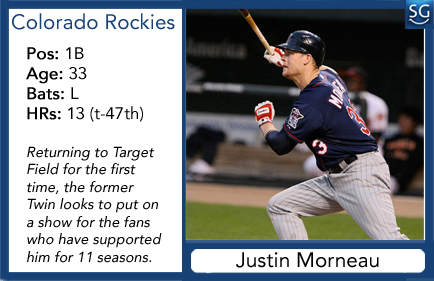 Colorado Rockies
SG
Pos: 1B
Age: 33
Bats: L
HRs: 13 (t-47th)
Returning to Target
Field for the first
time, the former
Twin looks to put on
a show for the fans
who have supported
him for 11 seasons.
MOR
3
Justin Morneau